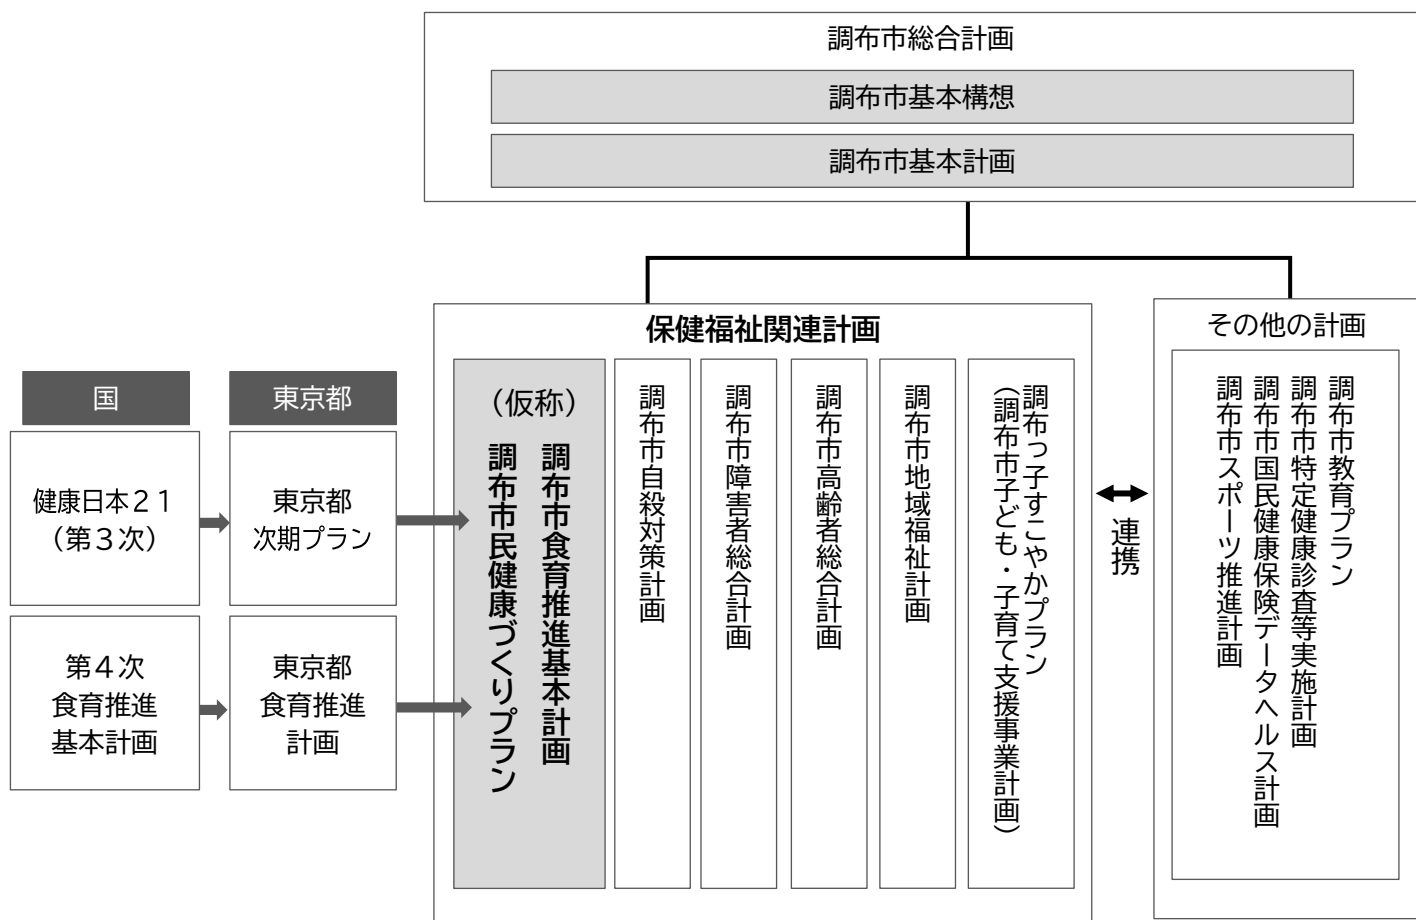 調布市総合計画
調布市基本構想
調布市基本計画
国
東京都
健康日本２１
（第３次）
東京都
次期プラン
第４次
食育推進
基本計画
東京都
食育推進
計画
保健福祉関連計画
（仮称）
調布市食育推進基本計画
調布市民健康づくりプラン
調布市自殺対策計画
調布市障害者総合計画
調布市高齢者総合計画
調布市地域福祉計画
調布っ子すこやかプラン
（調布市子ども・子育て支援事業計画）
連携
その他の計画
調布市教育プラン
調布市特定健康診査等実施計画
調布市国民健康保険データヘルス計画
調布市スポーツ推進計画